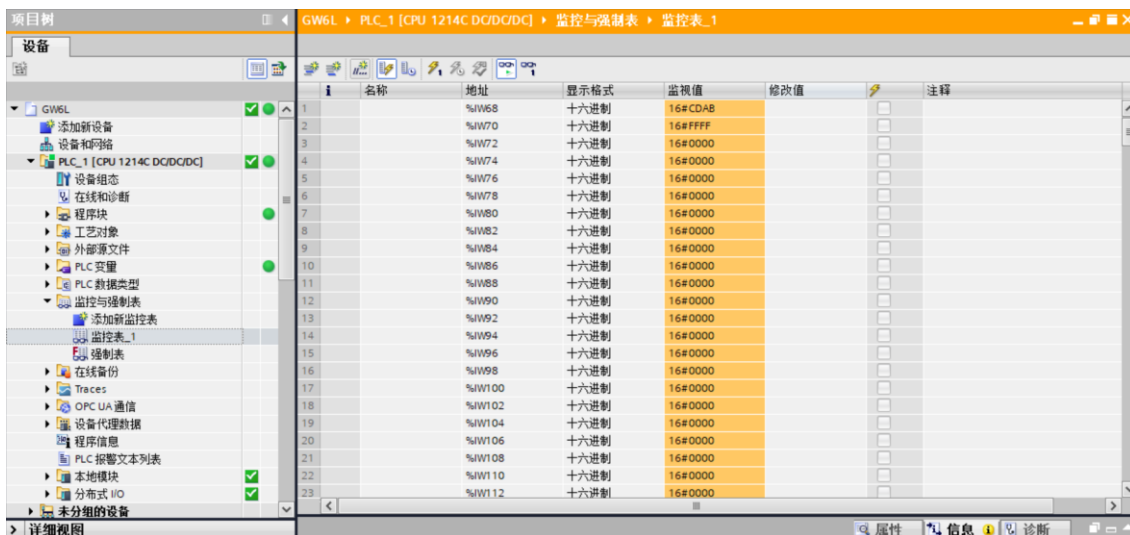 项目树
GW6L ▸ PLC_1 [CPU 1214C DC/DC/DC] ▸ 监控与强制表 ▸ 监控表_1
设备
i 名称 地址 显示格式 监视值 修改值 注释
GW6L
添加新设备
设备和网络
PLC_1 [CPU 1214C DC/DC/DC]
设备组态
在线和诊断
程序块
工艺对象
外部源文件
PLC 变量
PLC 数据类型
监控与强制表
添加新监控表
监控表_1
强制表
在线备份
Traces
OPC UA 通信
设备代理数据
程序信息
PLC 报警文本列表
本地模块
分布式 I/O
未分组的设备
详细视图
1 %IW68 十六进制 16#CDAB
2 %IW70 十六进制 16#FFFF
3 %IW72 十六进制 16#0000
4 %IW74 十六进制 16#0000
5 %IW76 十六进制 16#0000
6 %IW78 十六进制 16#0000
7 %IW80 十六进制 16#0000
8 %IW82 十六进制 16#0000
9 %IW84 十六进制 16#0000
10 %IW86 十六进制 16#0000
11 %IW88 十六进制 16#0000
12 %IW90 十六进制 16#0000
13 %IW92 十六进制 16#0000
14 %IW94 十六进制 16#0000
15 %IW96 十六进制 16#0000
16 %IW98 十六进制 16#0000
17 %IW100 十六进制 16#0000
18 %IW102 十六进制 16#0000
19 %IW104 十六进制 16#0000
20 %IW106 十六进制 16#0000
21 %IW108 十六进制 16#0000
22 %IW110 十六进制 16#0000
23 %IW112 十六进制 16#0000
属性 信息 诊断